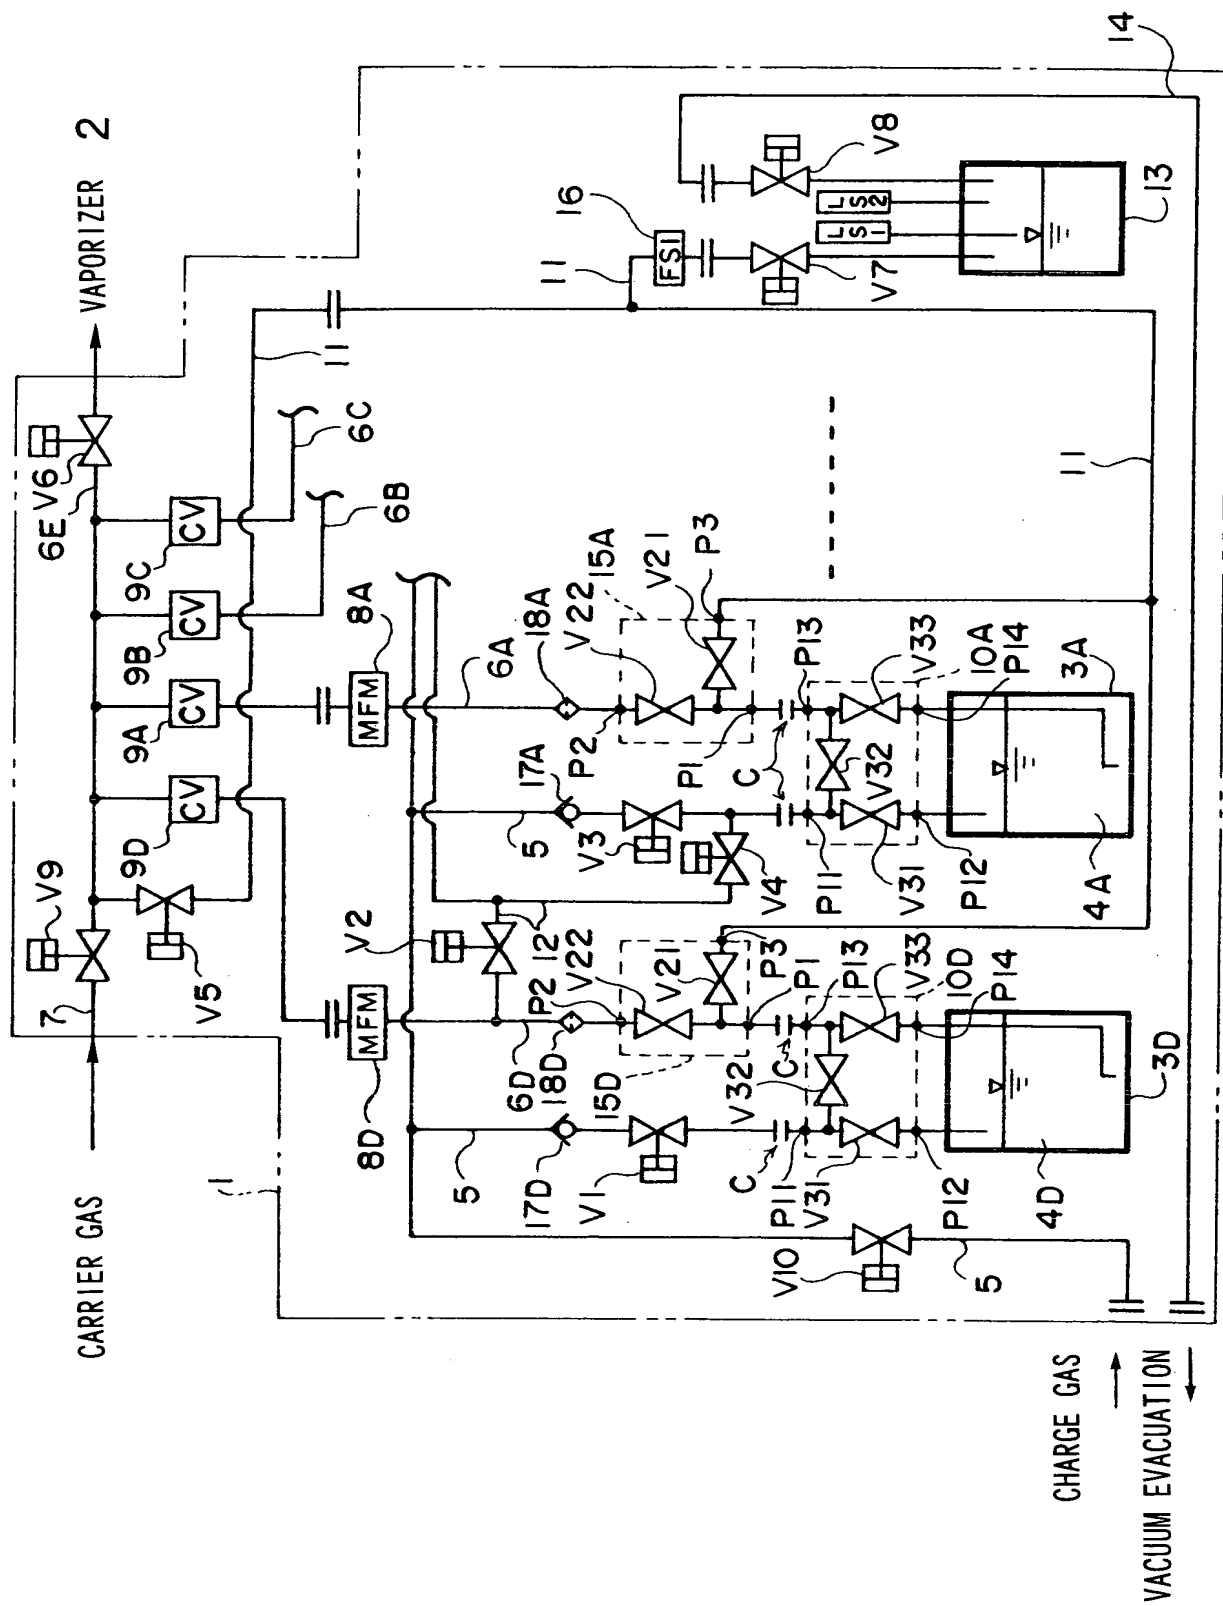 CARRIER GAS
7
V9
V5
9D
CV
9A
CV
9B
CV
9C
CV
6E
V6
VAPORIZER 2
1
11
6C
6B
8D
MFM
8A
MFM
V2
12
5
17D
V1
6D
18D
15D
P2
V22
V21
P3
P1
C
C
P13
V32
P11
V31
P12
V33
10D
P14
4D
3D
5
17A
V3
V4
6A
18A
P2
V22
15A
V21
P3
P1
C
P13
V32
P11
V31
P12
V33
10A
P14
4A
3A
11
11
16
FS1
V7
LS1
LS2
V8
13
14
V10
5
CHARGE GAS
VACUUM EVACUATION